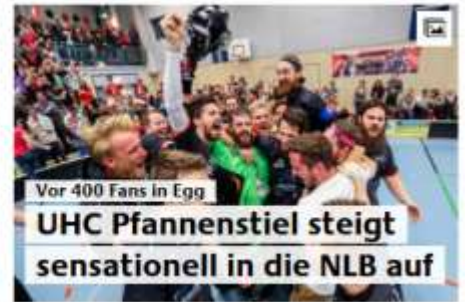 Vor 400 Fans in Egg
UHC Pfannenstiel steigt
sensationell in die NLB auf